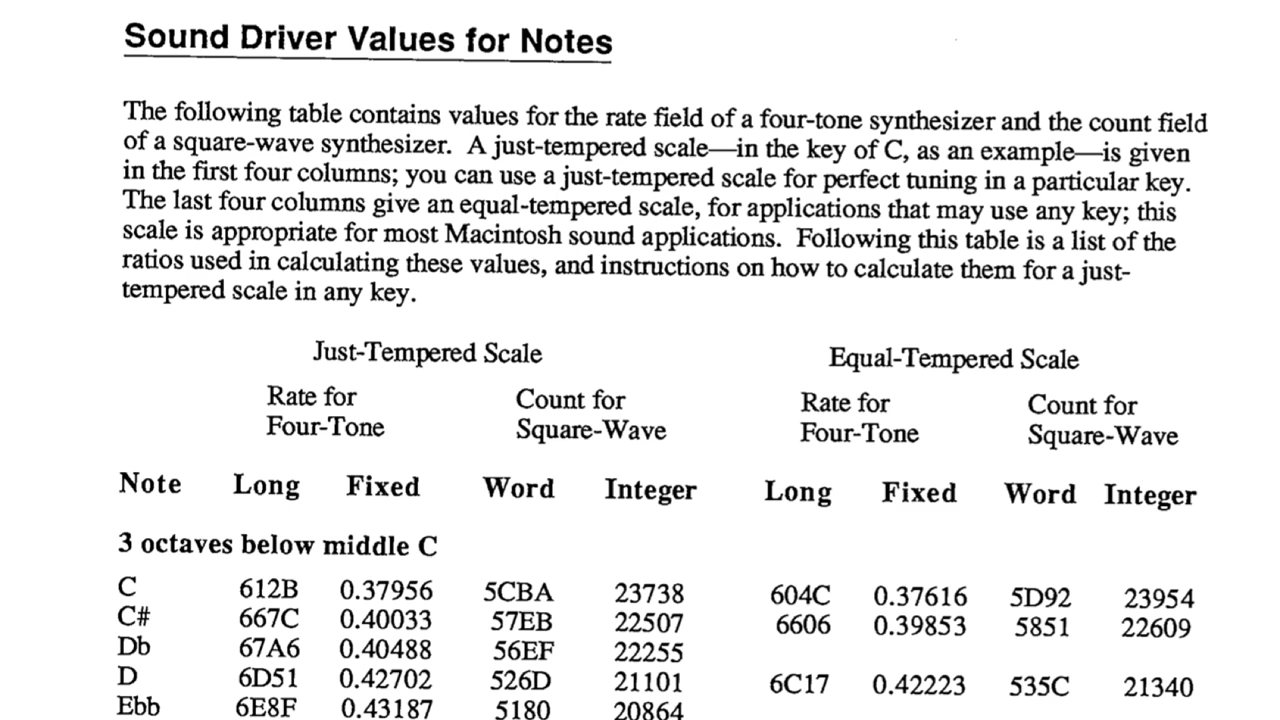 Sound Driver Values for Notes
The following table contains values for the rate field of a four-tone synthesizer and the count field
of a square-wave synthesizer. A just-tempered scale—in the key of C, as an example—is given
in the first four columns; you can use a just-tempered scale for perfect tuning in a particular key.
The last four columns give an equal-tempered scale, for applications that may use any key; this
scale is appropriate for most Macintosh sound applications. Following this table is a list of the
ratios used in calculating these values, and instructions on how to calculate them for a just-
tempered scale in any key.
Just-Tempered Scale Equal-Tempered Scale
Rate for Count for Rate for Count for
Four-Tone Square-Wave Four-Tone Square-Wave
Note Long Fixed Word Integer Long Fixed Word Integer
3 octaves below middle C
C 612B 0.37956 5CBA 23738 604C 0.37616 5D92 23954
C# 667C 0.40033 57EB 22507 6606 0.39853 5851 22609
Db 67A6 0.40488 56EF 22255
D 6D51 0.42702 526D 21101 6C17 0.42223 535C 21340
Ebb 6E8F 0.43187 5180 20864